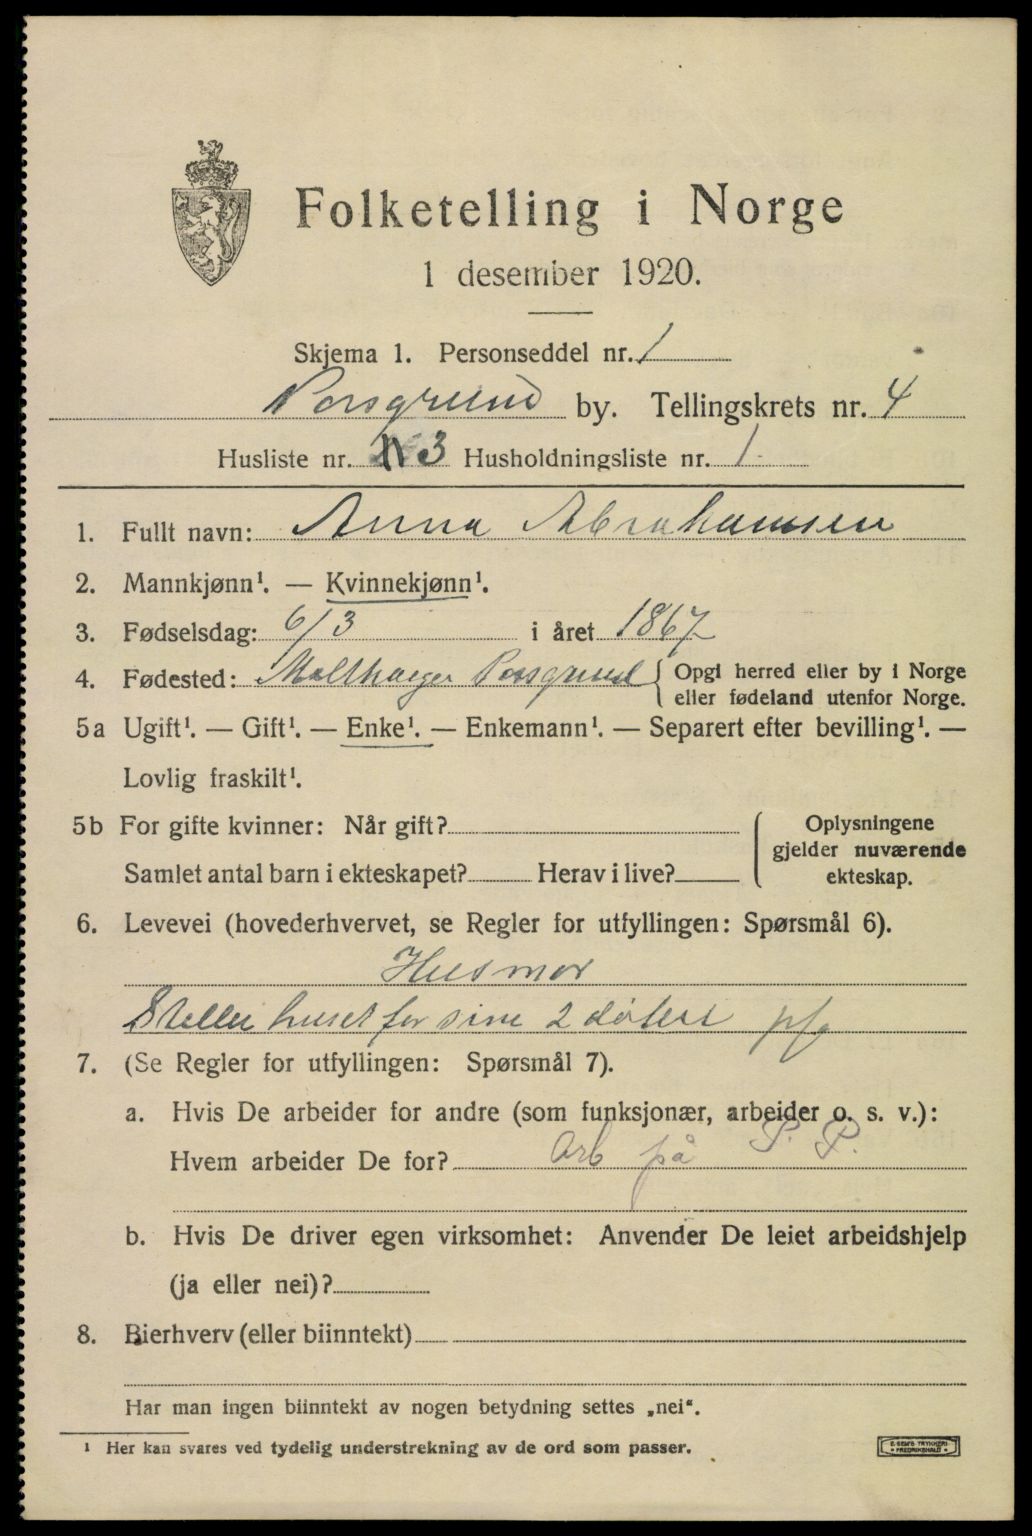 Folketelling i Norge
1 desember 1920.
Skjema 1. Personseddel nr. 1
Porsgrund by. Tellingskrets nr. 4
Husliste nr. 3 Husholdningsliste nr. 1.
1. Fullt navn: Anna Abrahamsen
2. Mannkjønn¹. — Kvinnekjønn¹.
3. Fødselsdag: 6/3 i året 1867
4. Fødested: Porsgrund { Opgi herred eller by i Norge
eller fødeland utenfor Norge.
5a Ugift¹. — Gift¹. — Enke¹. — Enkemann¹. — Separert efter bevilling¹. —
Lovlig fraskilt¹.
5b For gifte kvinner: Når gift? { Oplysningene
gjelder nuværende
Samlet antal barn i ekteskapet? Herav i live? ekteskap.
6. Levevei (hovederhvervet, se Regler for utfyllingen: Spørsmål 6).
Husmor
Steller huset for sine 2 døtere
7. (Se Regler for utfyllingen: Spørsmål 7).
a. Hvis De arbeider for andre (som funksjonær, arbeider o. s. v.):
Hvem arbeider De for? Arb på P. P.
b. Hvis De driver egen virksomhet: Anvender De leiet arbeidshjelp
(ja eller nei)?
8. Bierhverv (eller biinntekt)
Har man ingen biinntekt av nogen betydning settes „nei“.
¹ Her kan svares ved tydelig understrekning av de ord som passer.
E. SEM'S TRYKKERI
FREDRIKSHALD